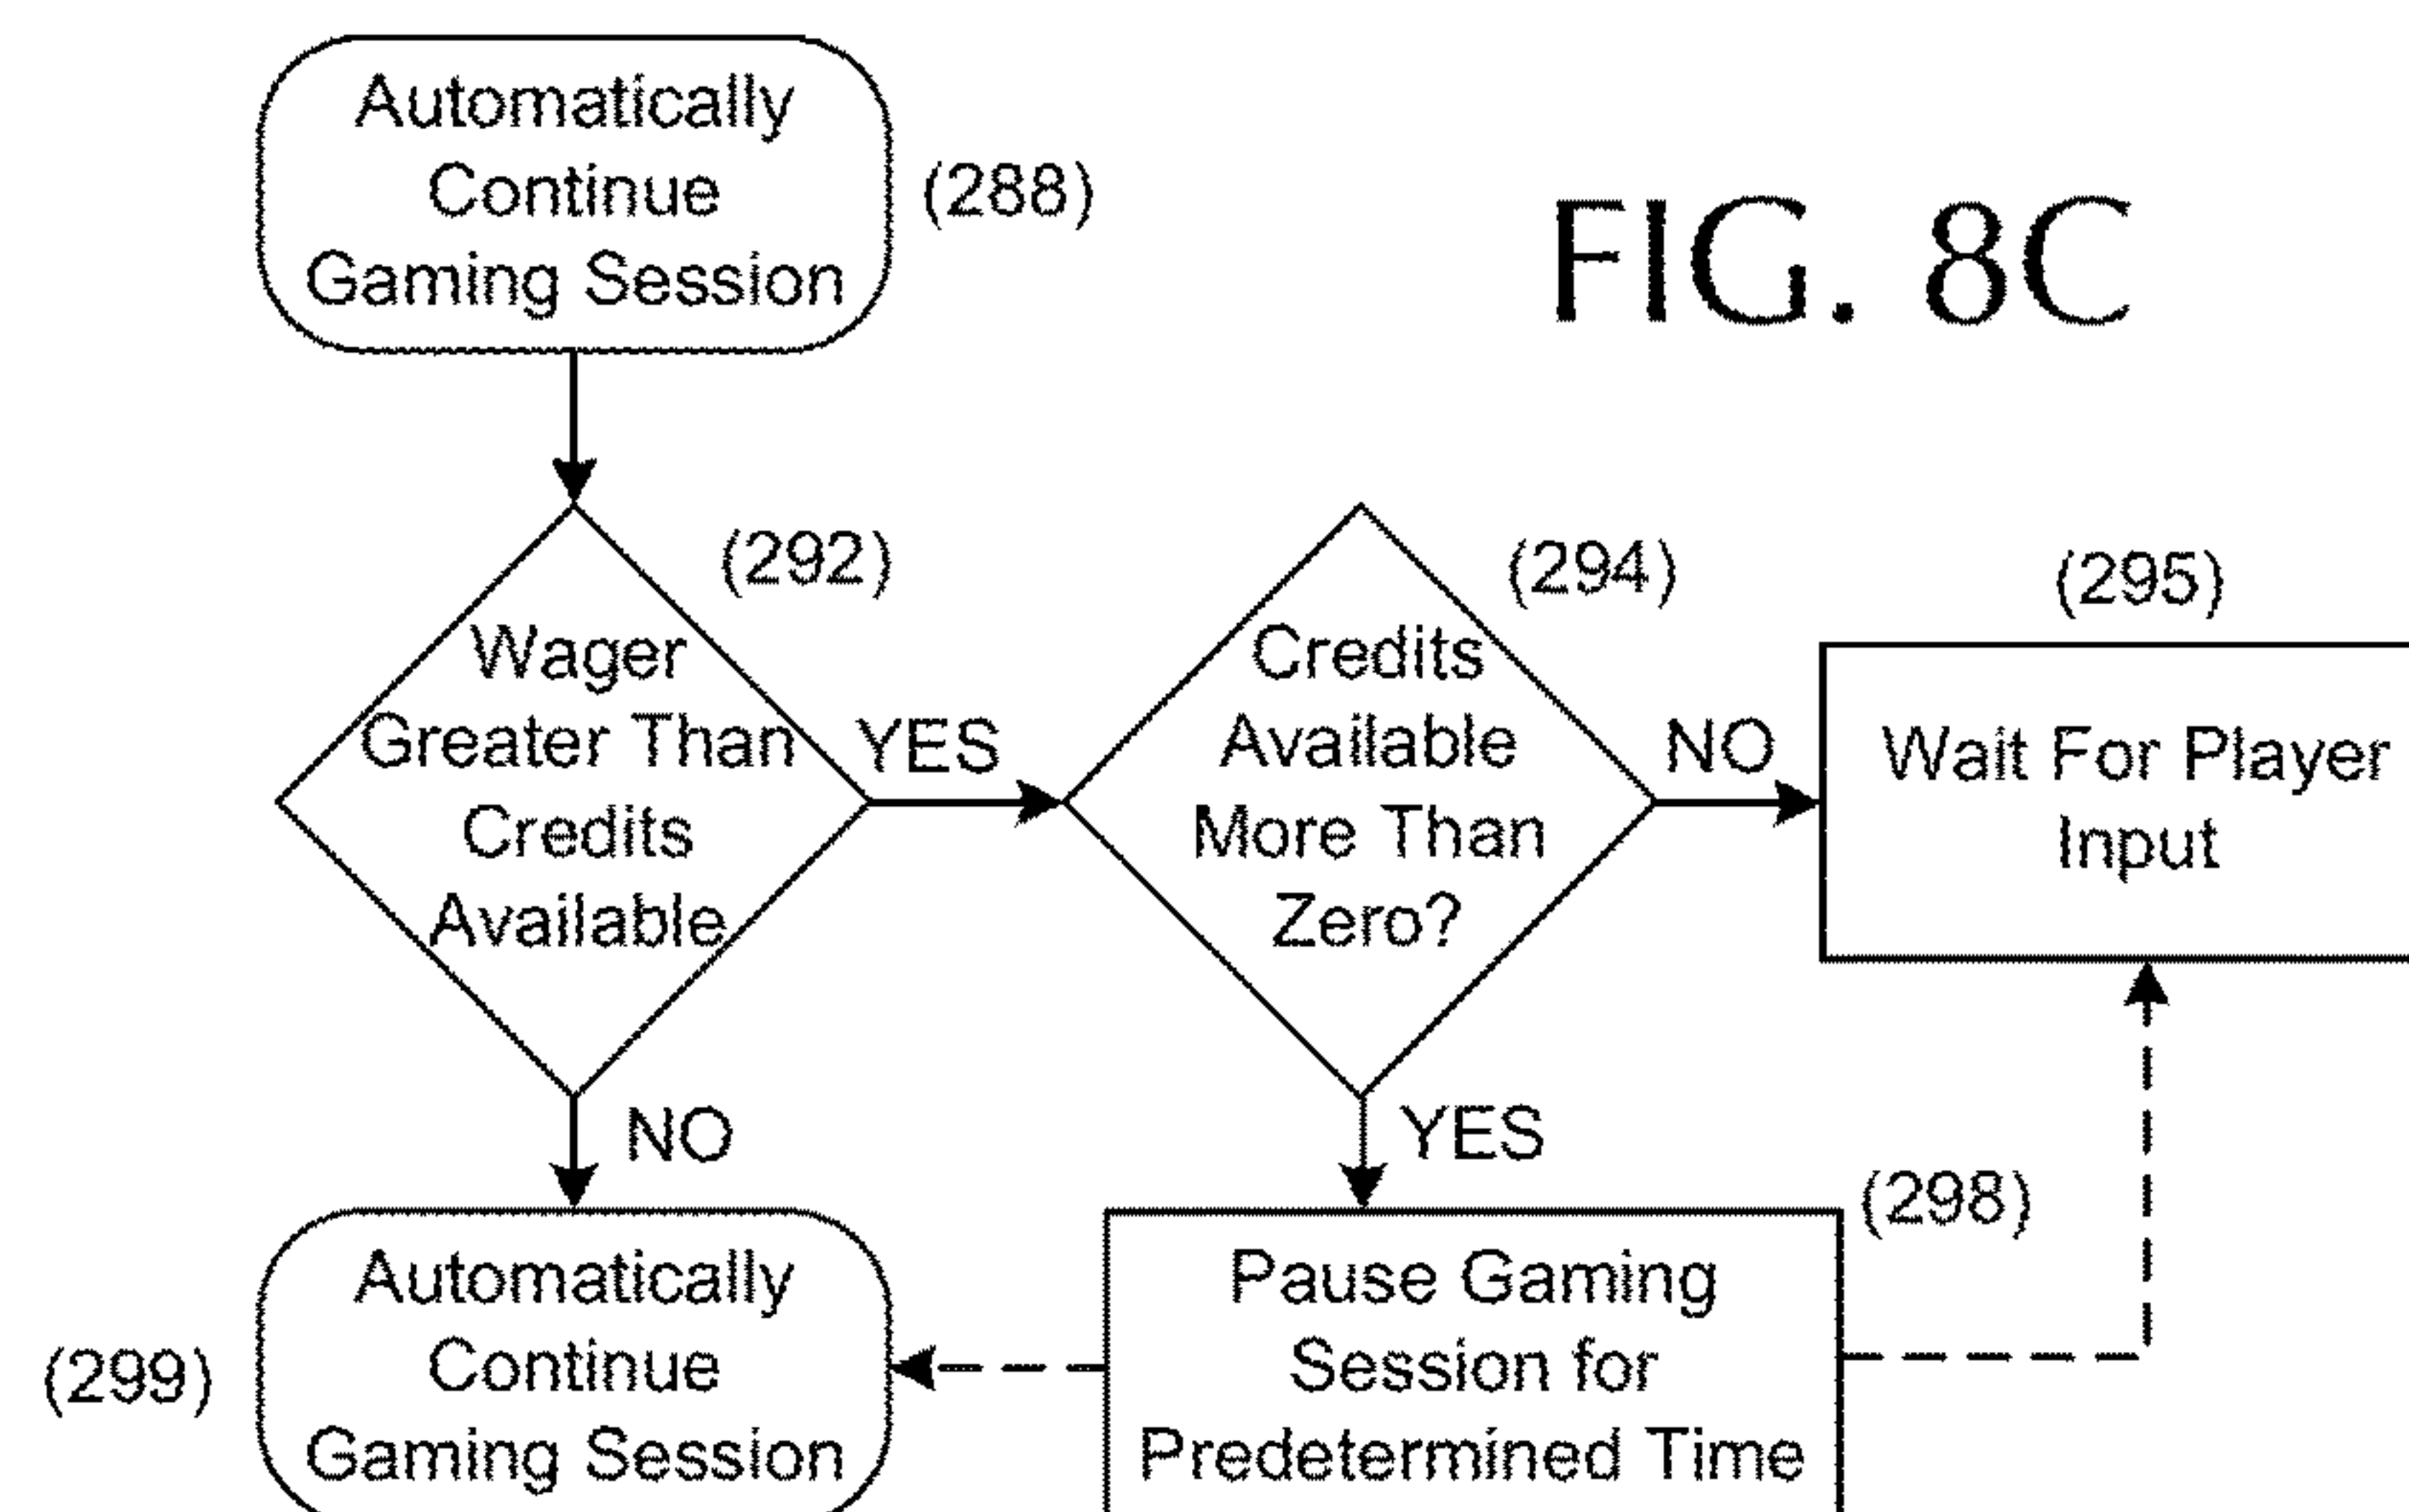 Automatically
Continue
Gaming Session
(288)
FIG. 8C
(292)
Wager
Greater Than
Credits
Available
YES
(294)
Credits
Available
More Than
Zero?
NO
(295)
Wait For Player
Input
NO
YES
(298)
(299)
Automatically
Continue
Gaming Session
Pause Gaming
Session for
Predetermined Time